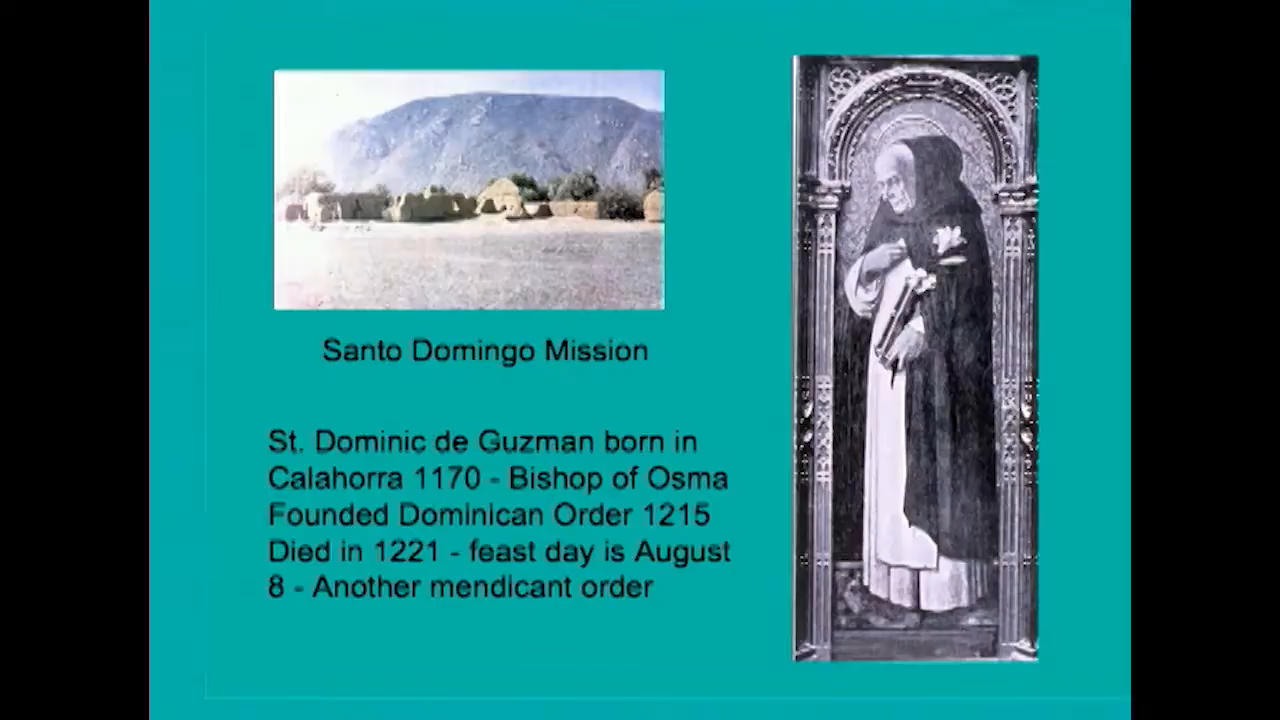 Santo Domingo Mission
St. Dominic de Guzman born in
Calahorra 1170 - Bishop of Osma
Founded Dominican Order 1215
Died in 1221 - feast day is August
8 - Another mendicant order